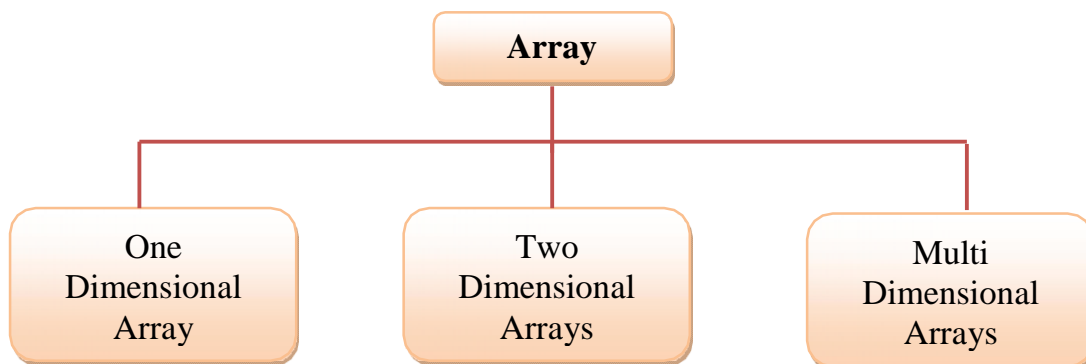 Array
One
Dimensional
Array
Two
Dimensional
Arrays
Multi
Dimensional
Arrays